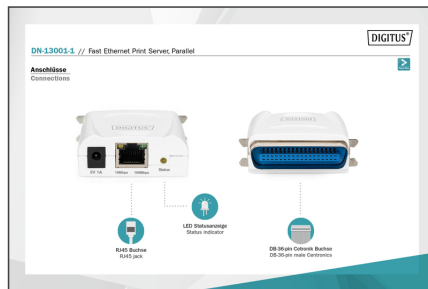 DIGITUS®
DN-13001-1 // Fast Ethernet Print Server, Parallel
Anschlüsse
Connections
DIGITUS
5V 1A
10Mbps
100Mbps
Status
LED Statusanzeige
Status indicator
RJ45 Buchse
RJ45 jack
DB-36-pin Cetronik Buchse
DB-36-pin male Centronics